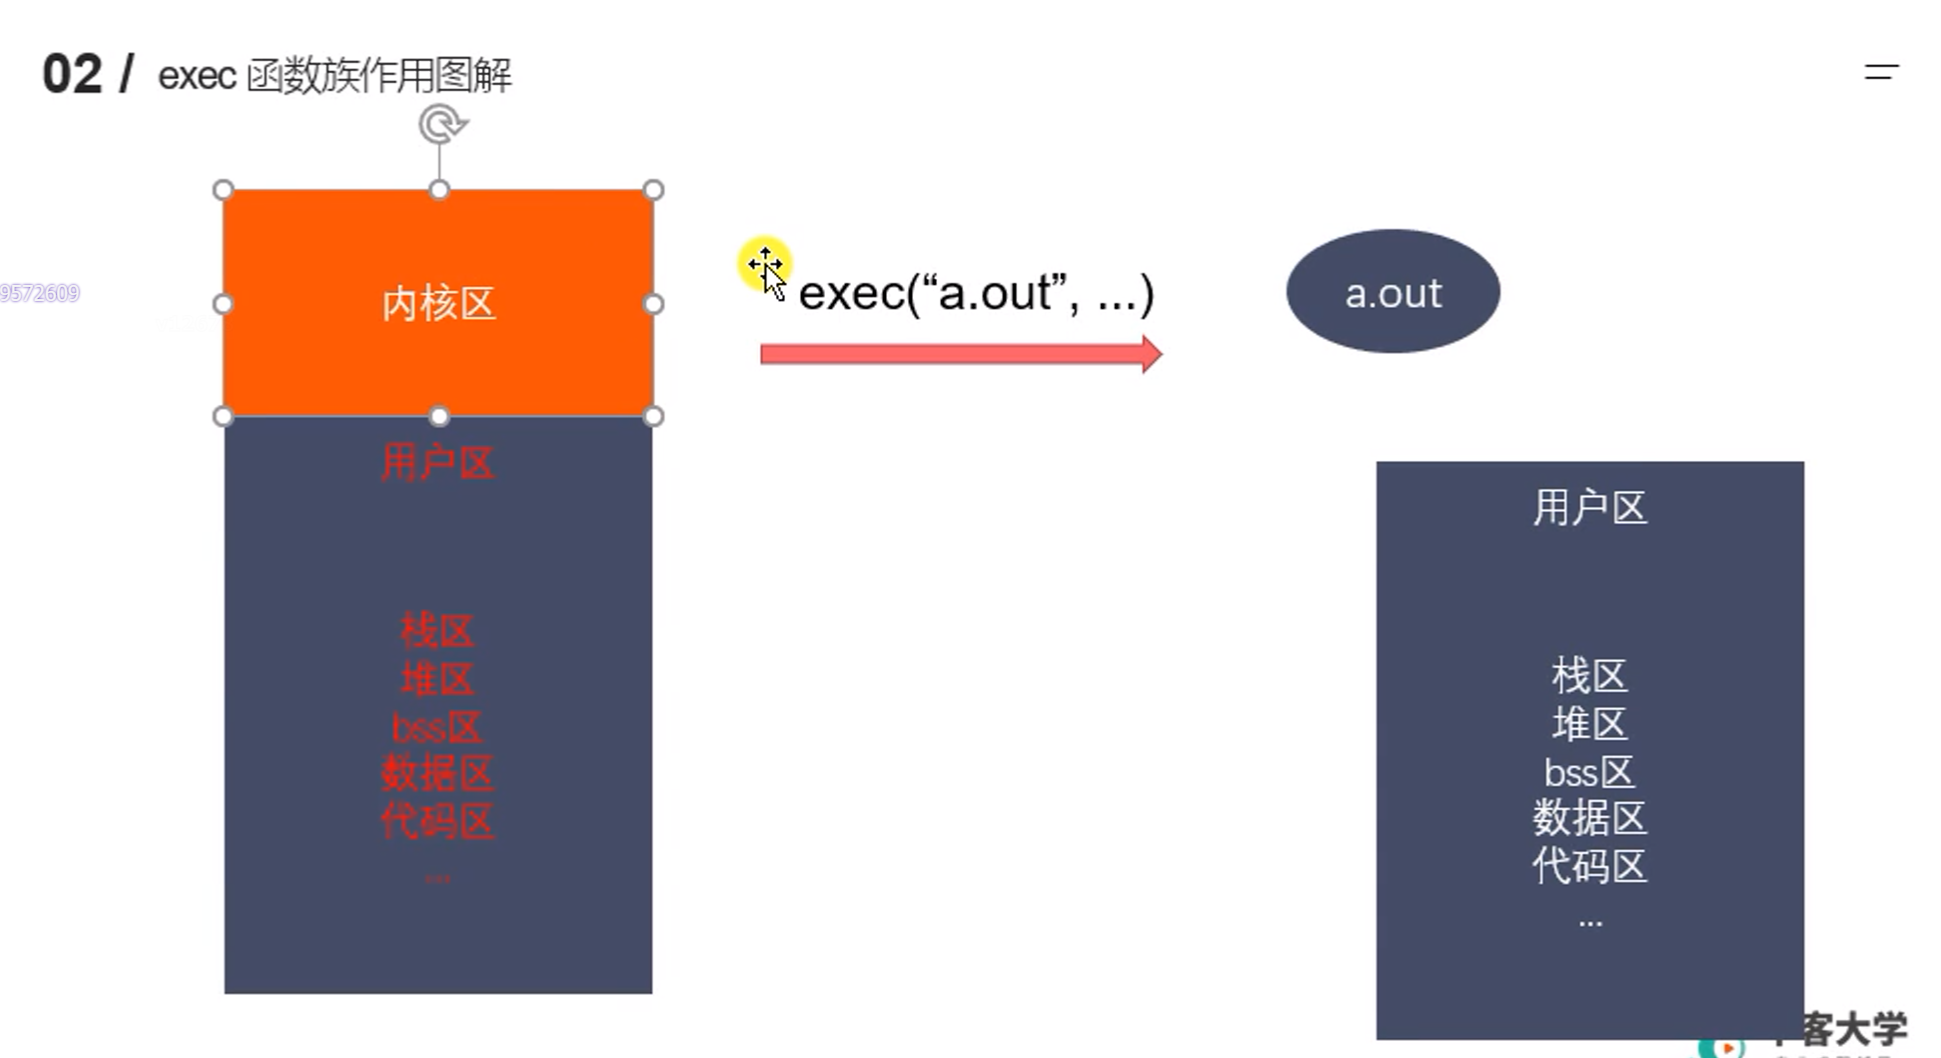 02 / exec 函数族作用图解
9572609
内核区
exec(“a.out”, ...)
a.out
用户区
栈区
堆区
bss区
数据区
代码区
...
用户区
栈区
堆区
bss区
数据区
代码区
...
客大学